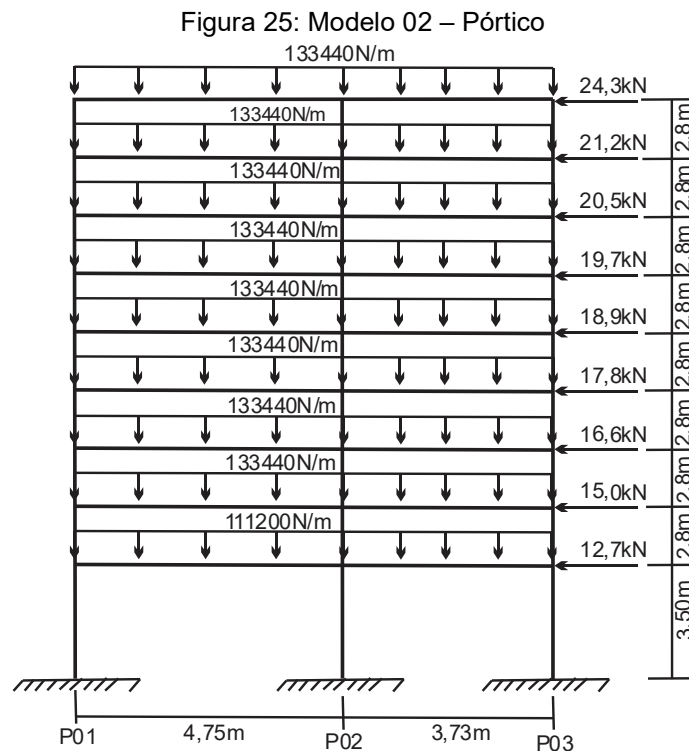 Figura 25: Modelo 02 – Pórtico
133440N/m
24,3kN
133440N/m
2.8m
21,2kN
133440N/m
2.8m
20,5kN
133440N/m
2.8m
19,7kN
133440N/m
2.8m
18,9kN
133440N/m
2.8m
17,8kN
133440N/m
2.8m
16,6kN
133440N/m
2.8m
15,0kN
111200N/m
2.8m
12,7kN
3.50m
P01
4,75m
P02
3,73m
P03